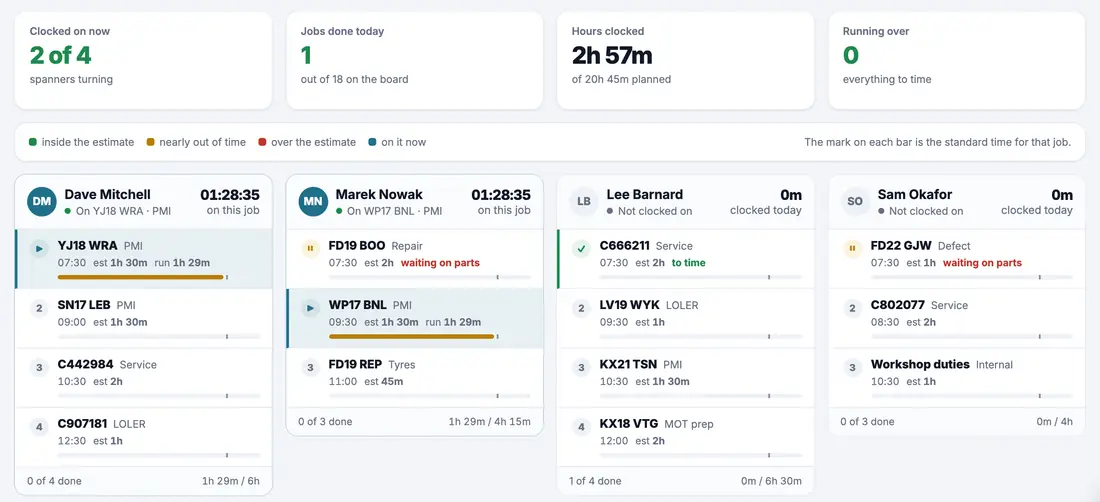 Clocked on now
2 of 4
spanners turning
Jobs done today
1
out of 18 on the board
Hours clocked
2h 57m
of 20h 45m planned
Running over
0
everything to time
inside the estimate nearly out of time over the estimate on it now
The mark on each bar is the standard time for that job.
DM Dave Mitchell 01:28:35
On YJ18 WRA · PMI on this job
YJ18 WRA PMI
07:30 est 1h 30m run 1h 29m
2 SN17 LEB PMI
09:00 est 1h 30m
3 C442984 Service
10:30 est 2h
4 C907181 LOLER
12:30 est 1h
0 of 4 done 1h 29m / 6h
MN Marek Nowak 01:28:35
On WP17 BNL · PMI on this job
FD19 BOO Repair
07:30 est 2h waiting on parts
WP17 BNL PMI
09:30 est 1h 30m run 1h 29m
3 FD19 REP Tyres
11:00 est 45m
0 of 3 done 1h 29m / 4h 15m
LB Lee Barnard 0m
Not clocked on clocked today
C666211 Service
07:30 est 2h to time
2 LV19 WYK LOLER
09:30 est 1h
3 KX21 TSN PMI
10:30 est 1h 30m
4 KX18 VTG MOT prep
12:00 est 2h
1 of 4 done 0m / 6h 30m
SO Sam Okafor 0m
Not clocked on clocked today
FD22 GJW Defect
07:30 est 1h waiting on parts
2 C802077 Service
08:30 est 2h
3 Workshop duties Internal
10:30 est 1h
0 of 3 done 0m / 4h